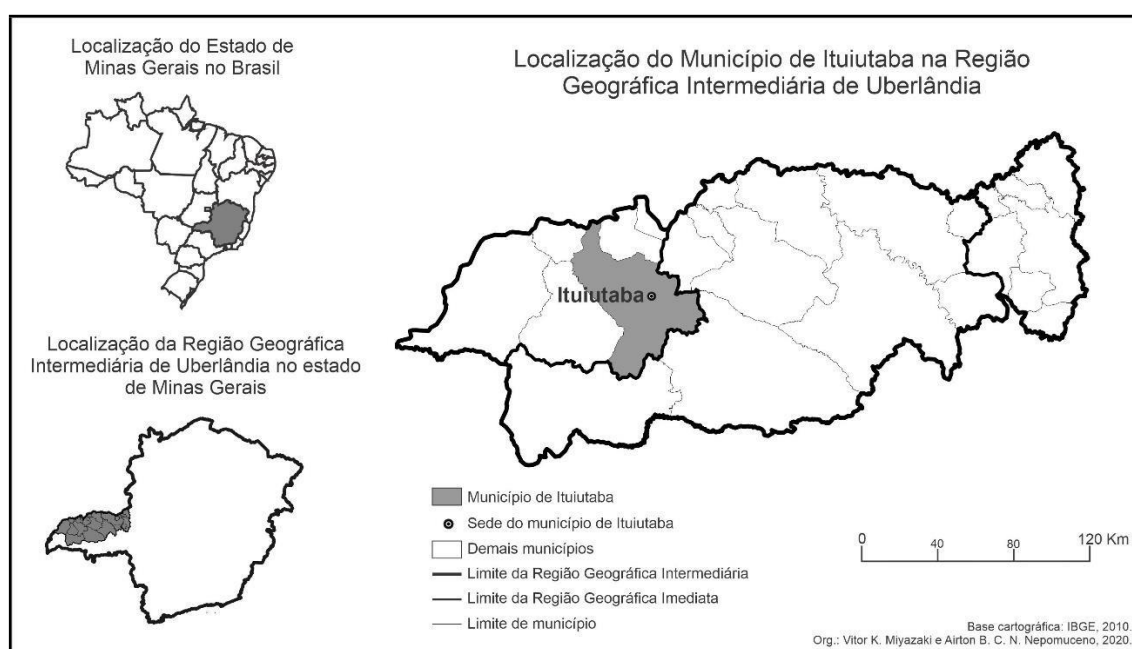 Localização do Estado de
Minas Gerais no Brasil
Localização do Município de Ituiutaba na Região
Geográfica Intermediária de Uberlândia
Ituiutaba
Localização da Região Geográfica
Intermediária de Uberlândia no estado
de Minas Gerais
Município de Ituiutaba
Sede do município de Ituiutaba
Demais municípios
Limite da Região Geográfica Intermediária
Limite da Região Geográfica Imediata
Limite de município
0 40 80 120 Km
Base cartográfica: IBGE, 2010.
Org.: Vitor K. Miyazaki e Airton B. C. N. Nepomuceno, 2020.